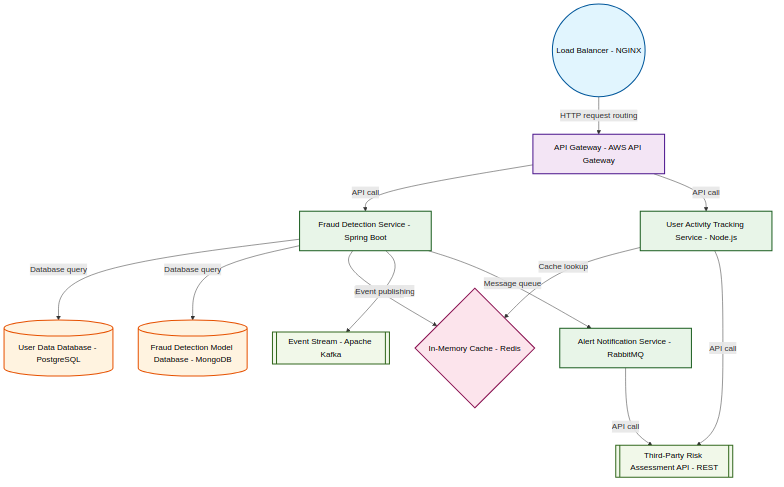 Load Balancer - NGINX
HTTP request routing
API Gateway - AWS API
Gateway
API call
API call
Fraud Detection Service -
Spring Boot
User Activity Tracking
Service - Node.js
Database query
Database query
Cache lookup
Message queue
Event publishing
User Data Database -
PostgreSQL
Fraud Detection Model
Database - MongoDB
Event Stream - Apache
Kafka
In-Memory Cache - Redis
Alert Notification Service -
RabbitMQ
API call
API call
Third-Party Risk
Assessment API - REST